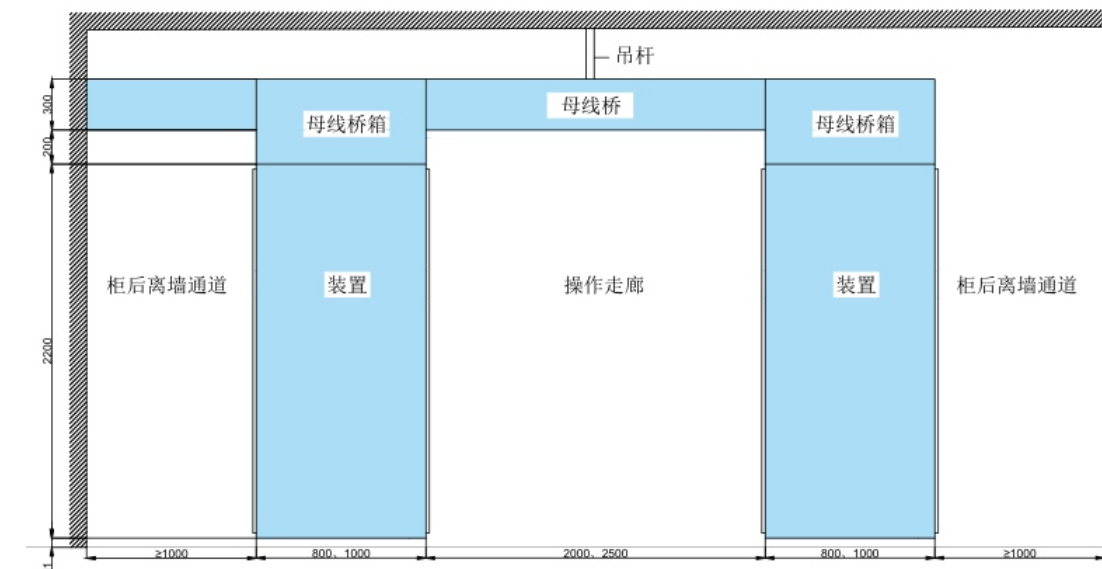 吊杆
300
母线桥
母线桥箱
母线桥箱
200
柜后离墙通道
装置
操作走廊
装置
柜后离墙通道
2200
≥1000
800、1000
2000、2500
800、1000
≥1000
1